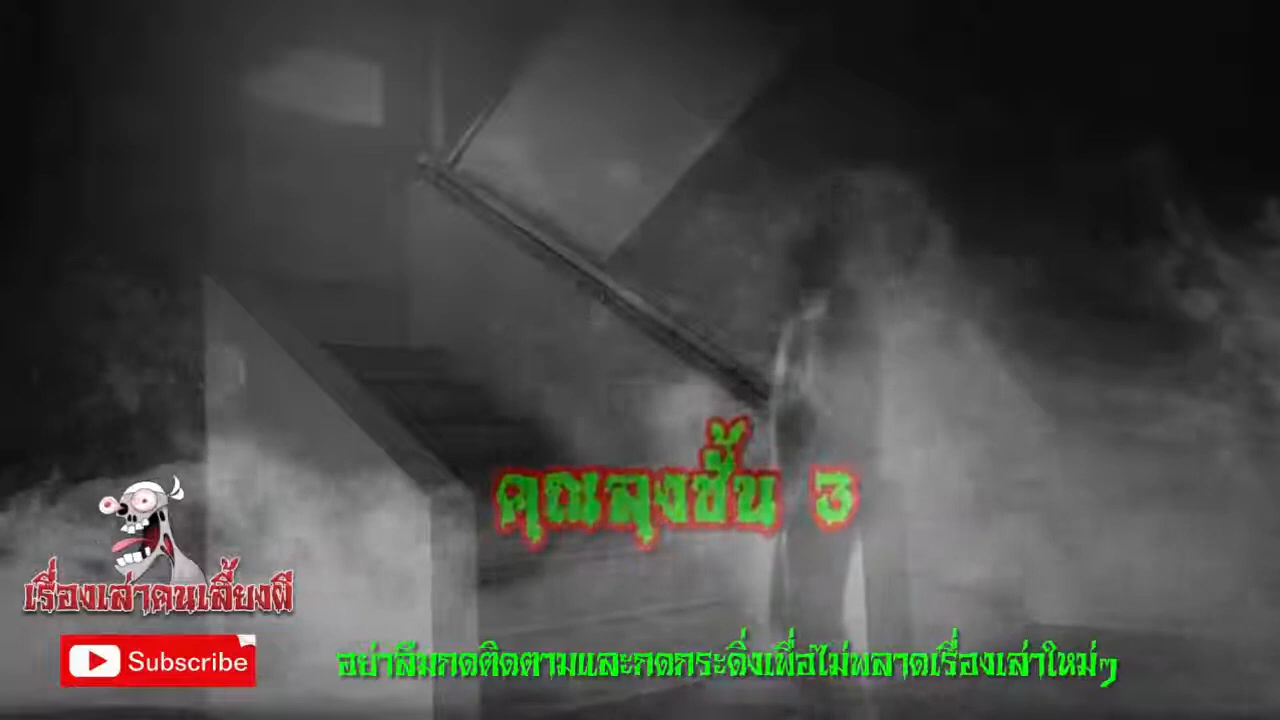 คุณลุงชั้น 3
เรื่องเล่าคนเลี้ยงผี
Subscribe
อย่าลืมกดติดตามและกดกระดิ่งเพื่อไม่พลาดเรื่องเล่าใหม่ๆ